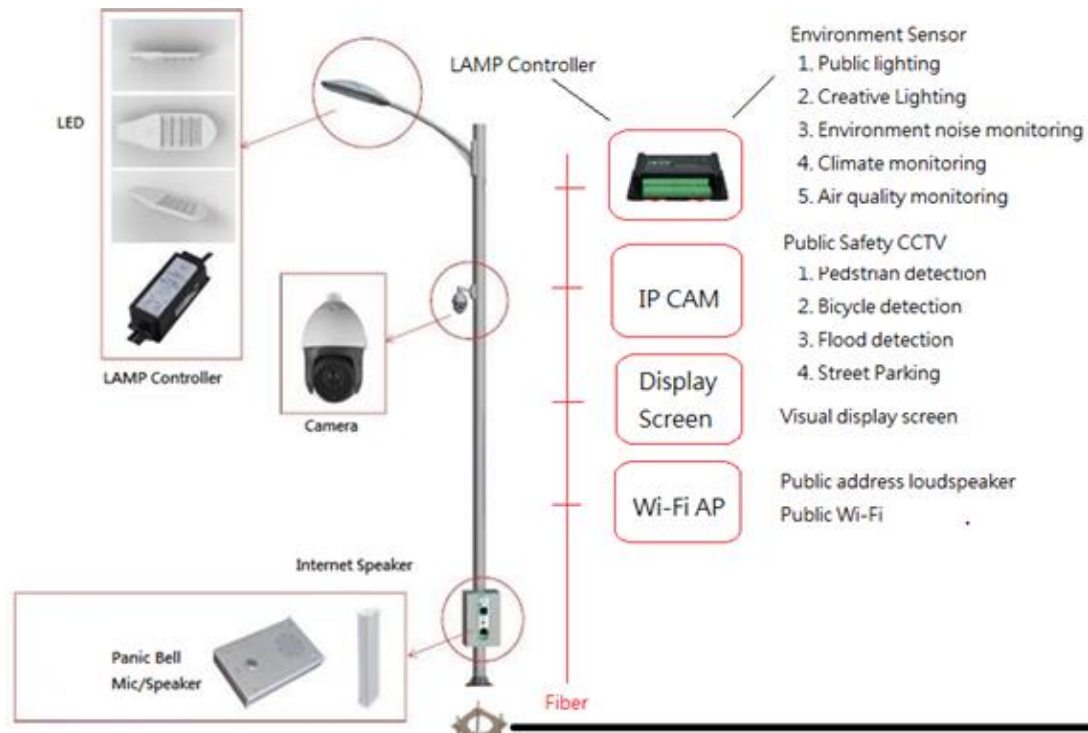 LED
LAMP Controller
Camera
Internet Speaker
Panic Bell
Mic/Speaker
LAMP Controller
Environment Sensor
1. Public lighting
2. Creative Lighting
3. Environment noise monitoring
4. Climate monitoring
5. Air quality monitoring
IP CAM
Public Safety CCTV
1. Pedstrian detection
2. Bicycle detection
3. Flood detection
4. Street Parking
Display
Screen
Visual display screen
Wi-Fi AP
Public address loudspeaker
Public Wi-Fi
Fiber